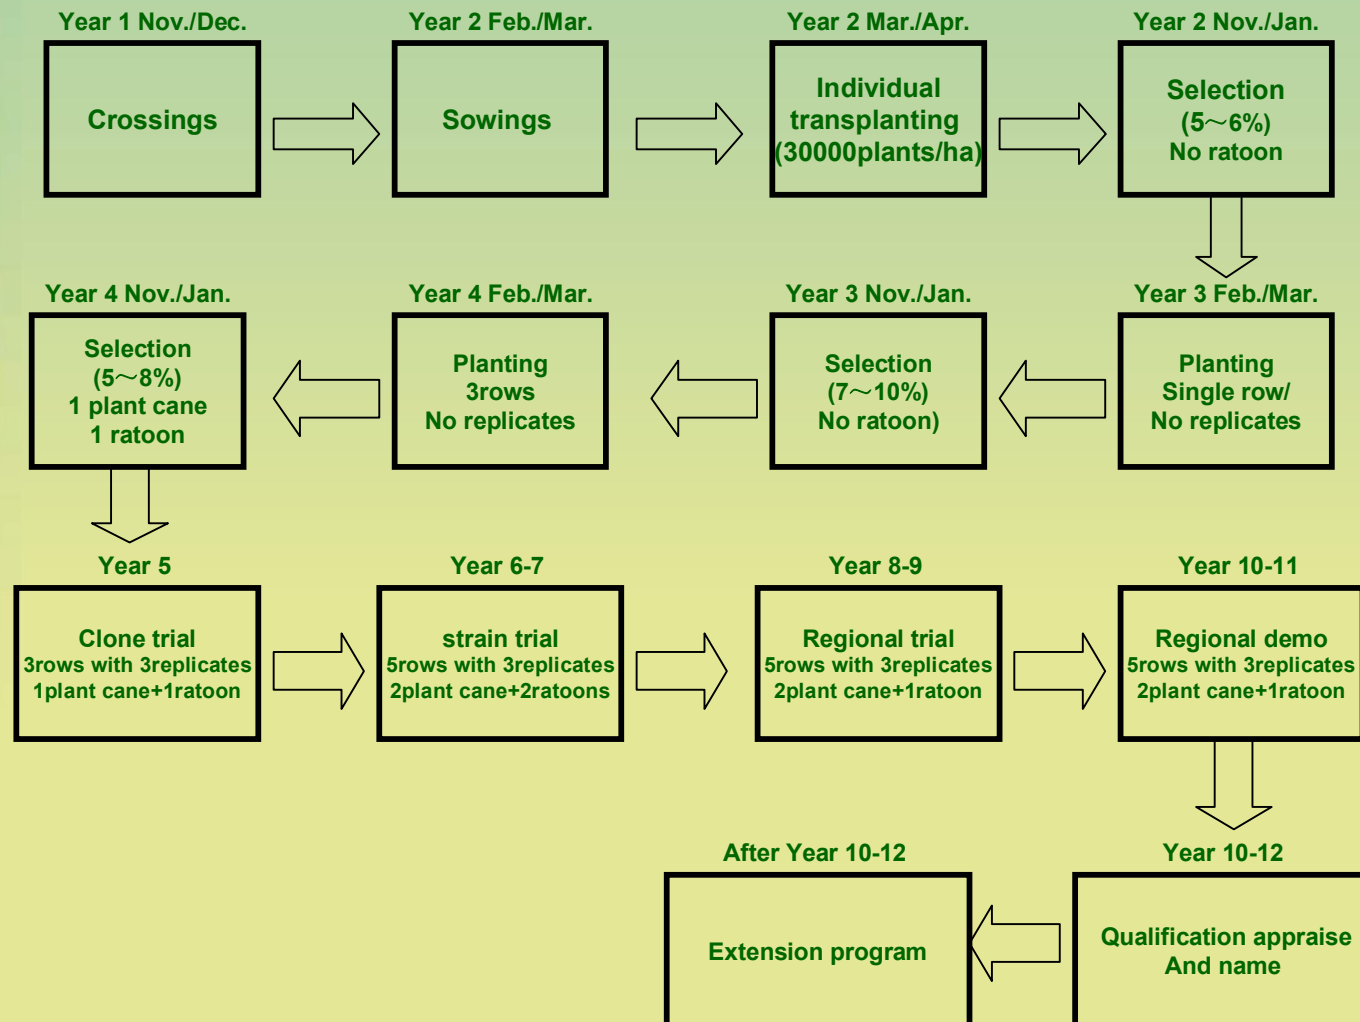 Year 1 Nov./Dec.
Crossings
Year 2 Feb./Mar.
Sowings
Year 2 Mar./Apr.
Individual
transplanting
(30000plants/ha)
Year 2 Nov./Jan.
Selection
(5～6%)
No ratoon
Year 3 Feb./Mar.
Planting
Single row/
No replicates
Year 3 Nov./Jan.
Selection
(7～10%)
No ratoon)
Year 4 Feb./Mar.
Planting
3rows
No replicates
Year 4 Nov./Jan.
Selection
(5～8%)
1 plant cane
1 ratoon
Year 5
Clone trial
3rows with 3replicates
1plant cane+1ratoon
Year 6-7
strain trial
5rows with 3replicates
2plant cane+2ratoons
Year 8-9
Regional trial
5rows with 3replicates
2plant cane+1ratoon
Year 10-11
Regional demo
5rows with 3replicates
2plant cane+1ratoon
Year 10-12
Qualification appraise
And name
After Year 10-12
Extension program